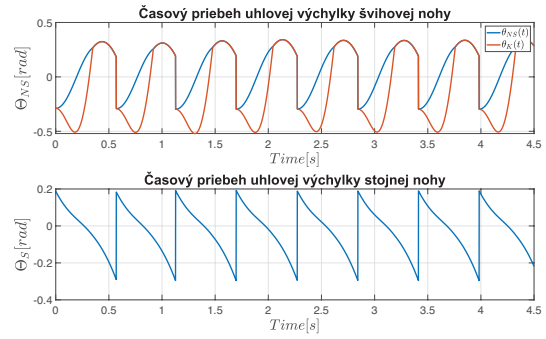 Časový priebeh uhlovej výchylky švihovej nohy
0.5
0
-0.5
Θ_NS[rad]
θ_NS(t)
θ_K(t)
0 0.5 1 1.5 2 2.5 3 3.5 4 4.5
Time[s]
Časový priebeh uhlovej výchylky stojnej nohy
0.2
0
-0.2
-0.4
Θ_S[rad]
0 0.5 1 1.5 2 2.5 3 3.5 4 4.5
Time[s]